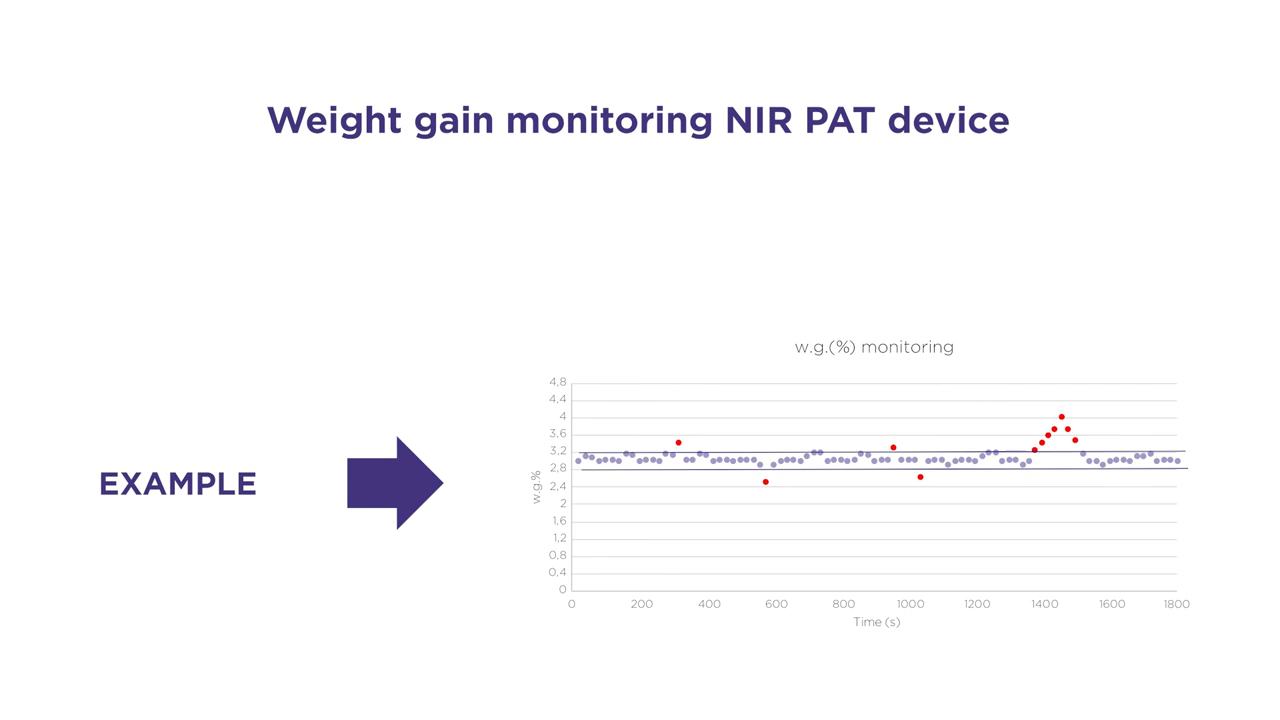 Weight gain monitoring NIR PAT device
w.g.(%) monitoring
EXAMPLE
w.g.%
4,8
4,4
4
3,6
3,2
2,8
2,4
2
1,6
1,2
0,8
0,4
0
0 200 400 600 800 1000 1200 1400 1600 1800
Time (s)